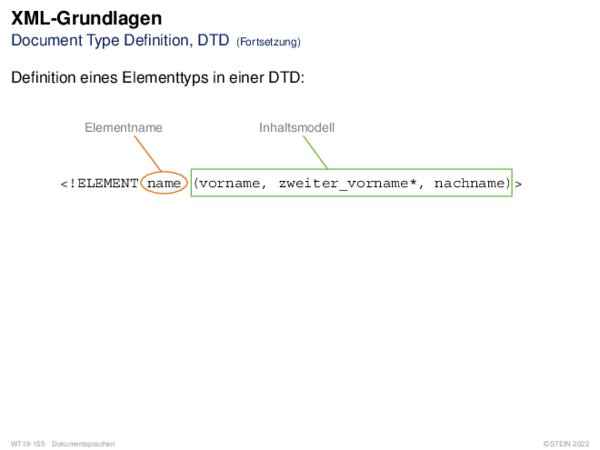 XML-Grundlagen
Document Type Definition, DTD (Fortsetzung)
Definition eines Elementtyps in einer DTD:
Elementname Inhaltsmodell
<!ELEMENT name (vorname, zweiter_vorname*, nachname)>
WT:III-155 Dokumentsprachen ©STEIN 2022